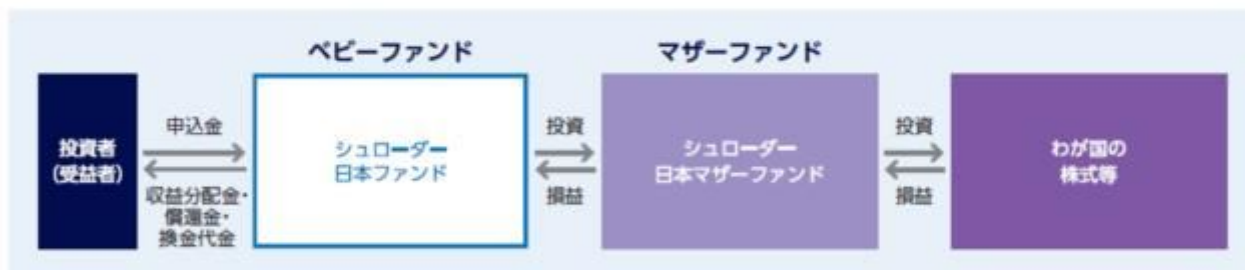 ベビーファンド
マザーファンド
投資者
(受益者)
申込金
収益分配金・
償還金・
換金代金
シュローダー
日本ファンド
投資
損益
シュローダー
日本マザーファンド
投資
損益
わが国の
株式等